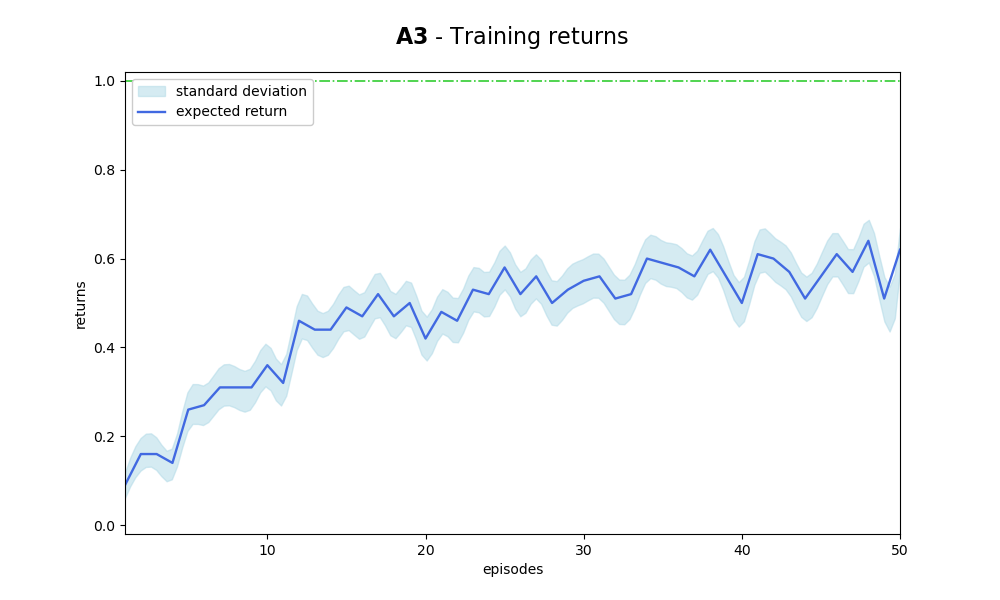 A3 - Training returns
standard deviation
expected return
returns
1.0
0.8
0.6
0.4
0.2
0.0
10 20 30 40 50
episodes